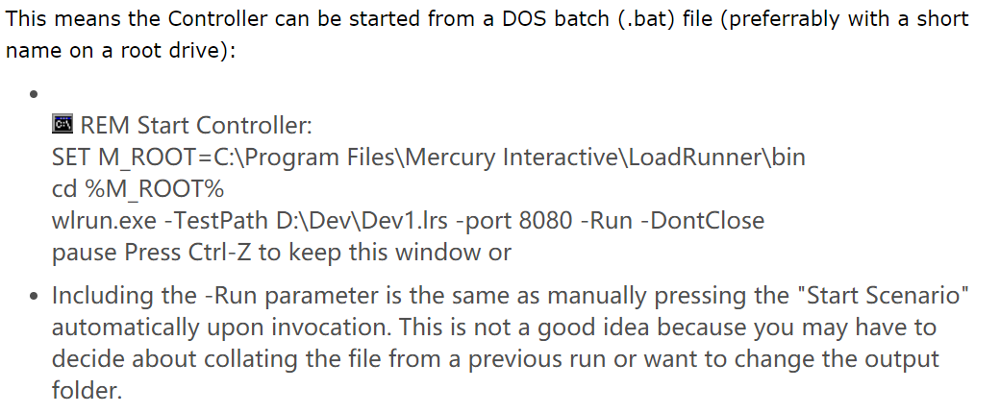 This means the Controller can be started from a DOS batch (.bat) file (preferrably with a short
name on a root drive):
REM Start Controller:
SET M_ROOT=C:\Program Files\Mercury Interactive\LoadRunner\bin
cd %M_ROOT%
wlrun.exe -TestPath D:\Dev\Dev1.lrs -port 8080 -Run -DontClose
pause Press Ctrl-Z to keep this window or
Including the -Run parameter is the same as manually pressing the "Start Scenario"
automatically upon invocation. This is not a good idea because you may have to
decide about collating the file from a previous run or want to change the output
folder.